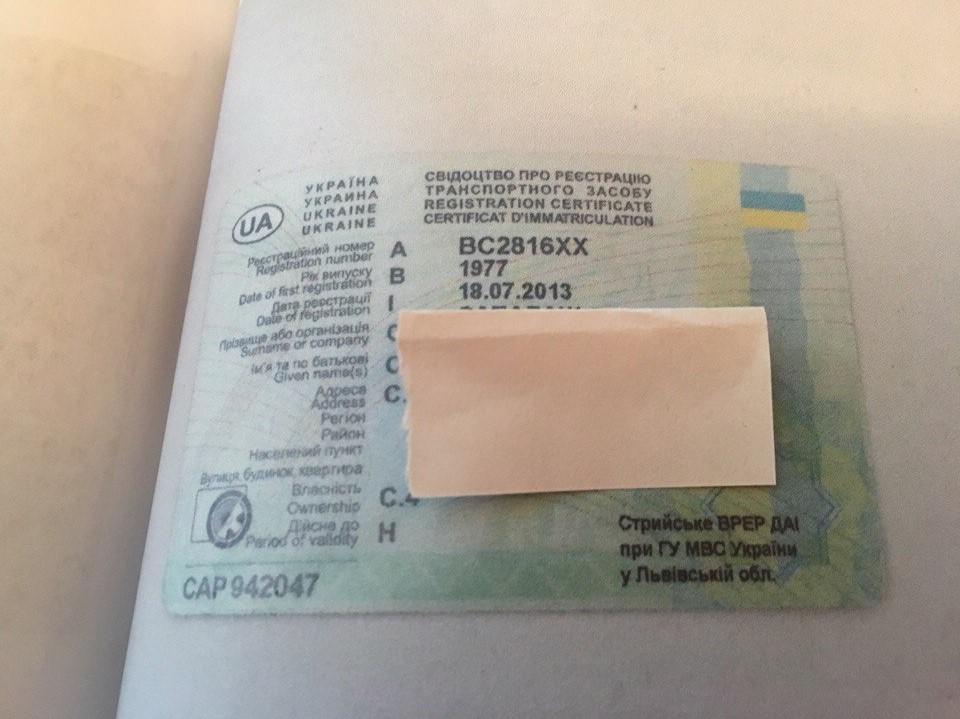 УКРАЇНА
УКРАИНА
UKRAINE
UKRAINE
UA
СВІДОЦТВО ПРО РЕЄСТРАЦІЮ
ТРАНСПОРТНОГО ЗАСОБУ
REGISTRATION CERTIFICATE
CERTIFICAT D'IMMATRICULATION
Реєстраційний номер
Registration number
A
BC2816XX
Рік випуску
Date of first registration
B
1977
Дата реєстрації
Date of registration
I
18.07.2013
Прізвище або організація
Surname or company
Ім'я та по батькові
Given name(s)
Адреса
Address
C.
Регіон
Район
Населений пункт
Вулиця, будинок, квартира
Власність
Ownership
C.4
Дійсне до
Period of validity
H
Стрийське ВРЕР ДАІ
при ГУ МВС України
у Львівській обл.
CAP 942047